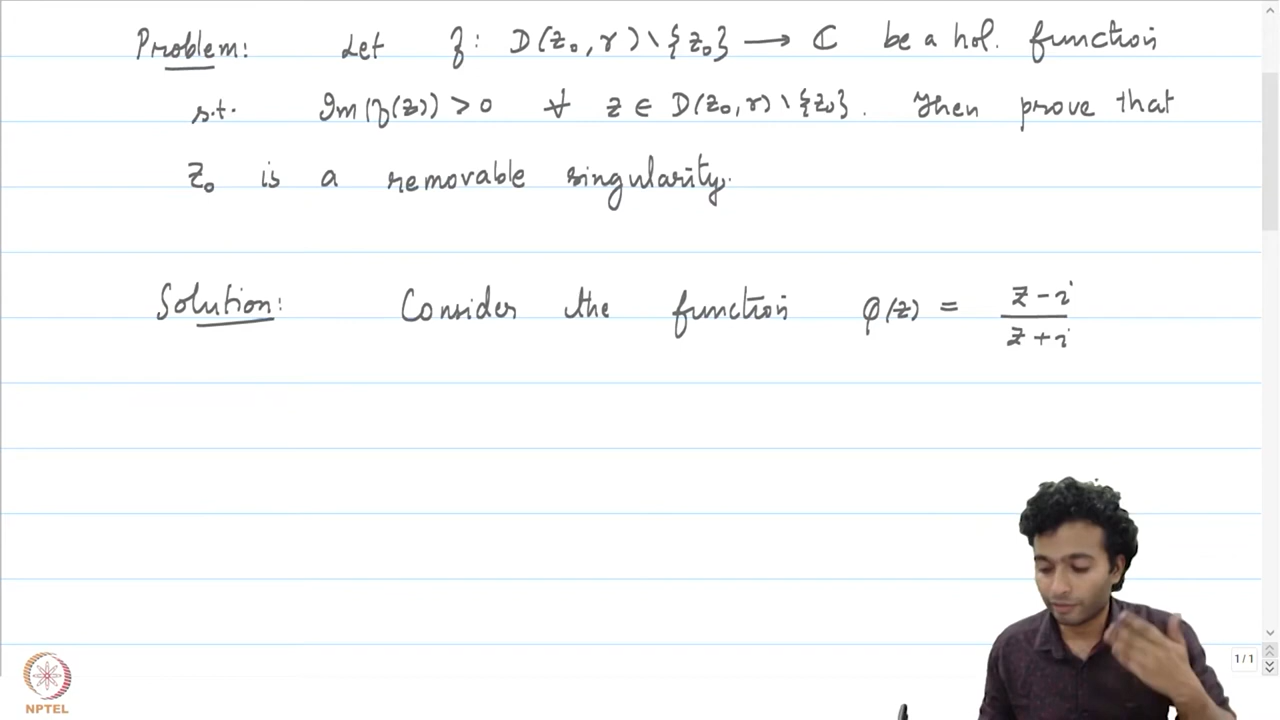 Problem: Let f: D(z₀, r) \ {z₀} → ℂ be a hol. function
s.t. Im(f(z)) > 0 ∀ z ∈ D(z₀, r) \ {z₀}. Then prove that
z₀ is a removable singularity.
Solution: Consider the function φ(z) = (z - i)/(z + i)
1/1
NPTEL